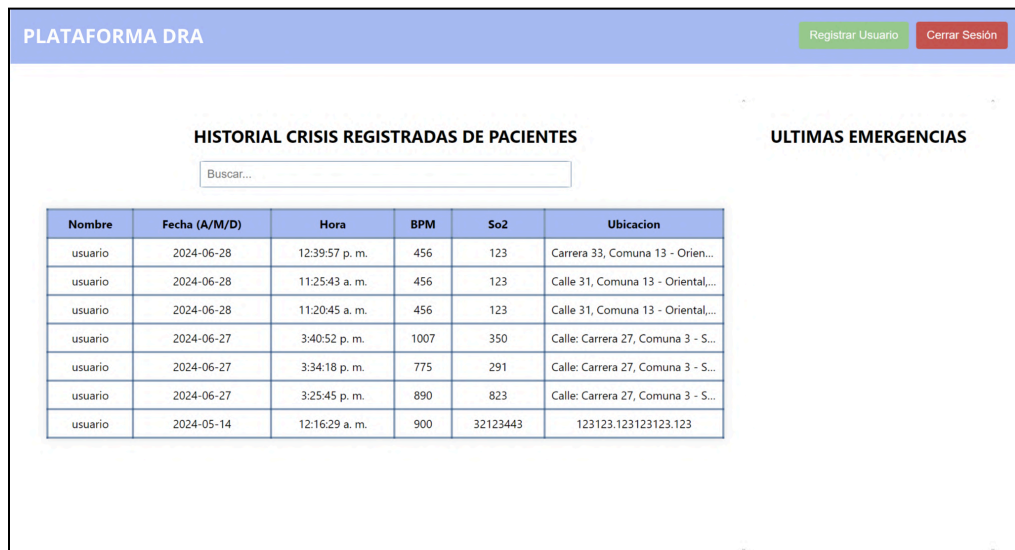 PLATAFORMA DRA
Registrar Usuario Cerrar Sesión
HISTORIAL CRISIS REGISTRADAS DE PACIENTES
ULTIMAS EMERGENCIAS
Buscar...
Nombre Fecha (A/M/D) Hora BPM So2 Ubicacion
usuario 2024-06-28 12:39:57 p. m. 456 123 Carrera 33, Comuna 13 - Orien...
usuario 2024-06-28 11:25:43 a. m. 456 123 Calle 31, Comuna 13 - Oriental,...
usuario 2024-06-28 11:20:45 a. m. 456 123 Calle 31, Comuna 13 - Oriental,...
usuario 2024-06-27 3:40:52 p. m. 1007 350 Calle: Carrera 27, Comuna 3 - S...
usuario 2024-06-27 3:34:18 p. m. 775 291 Calle: Carrera 27, Comuna 3 - S...
usuario 2024-06-27 3:25:45 p. m. 890 823 Calle: Carrera 27, Comuna 3 - S...
usuario 2024-05-14 12:16:29 a. m. 900 32123443 123123.123123123.123